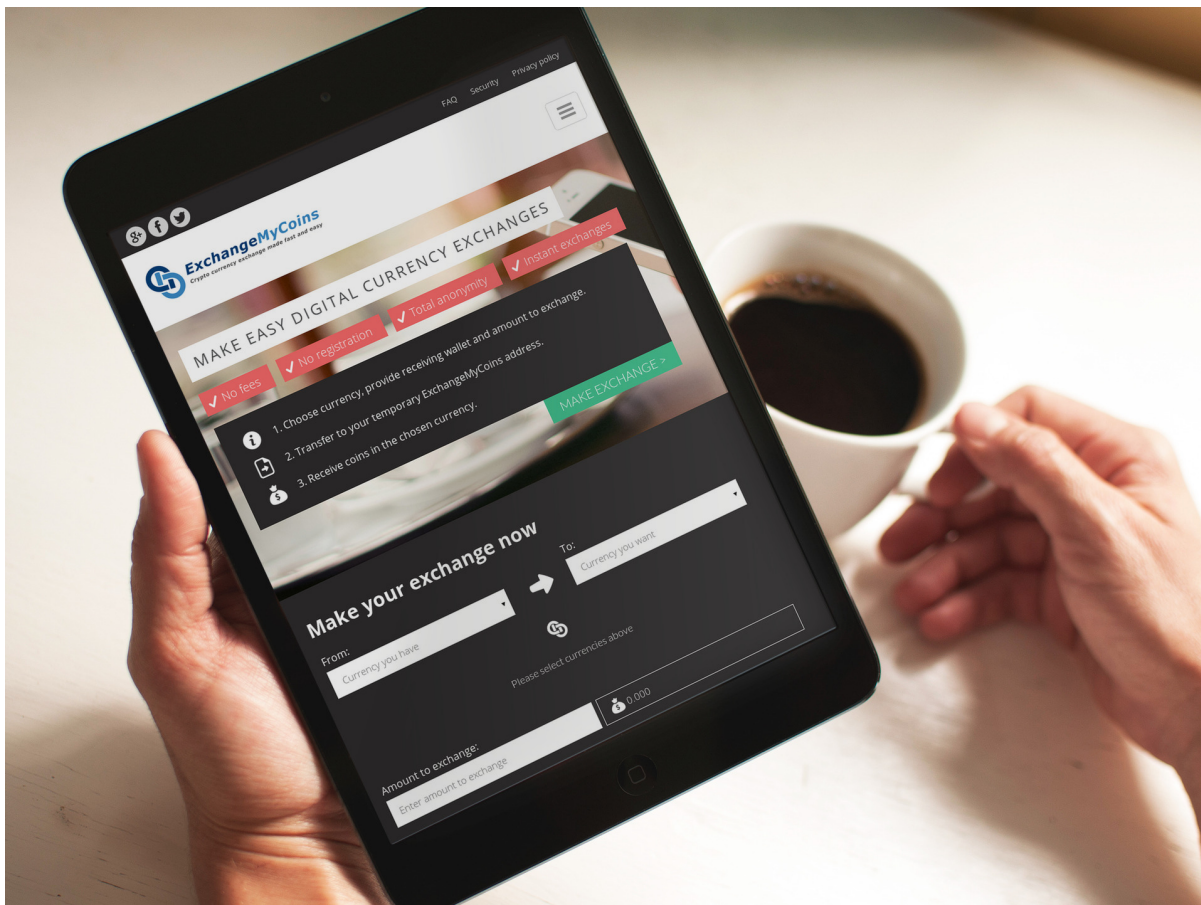 FAQ Security Privacy policy
ExchangeMyCoins
Crypto currency exchange made fast and easy
MAKE EASY DIGITAL CURRENCY EXCHANGES
✓ No fees ✓ No registration ✓ Total anonymity ✓ Instant exchanges
1. Choose currency, provide receiving wallet and amount to exchange.
2. Transfer to your temporary ExchangeMyCoins address.
3. Receive coins in the chosen currency.
MAKE EXCHANGE >
Make your exchange now
From: To:
Currency you have Currency you want
Please select currencies above
Amount to exchange:
Enter amount to exchange 0.000